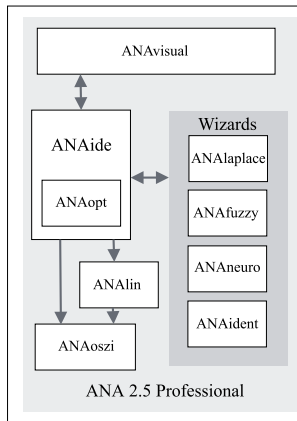 ANAvisual
ANAide
ANAopt
ANAlin
ANAoszi
Wizards
ANAlaplace
ANAfuzzy
ANAneuro
ANAident
ANA 2.5 Professional